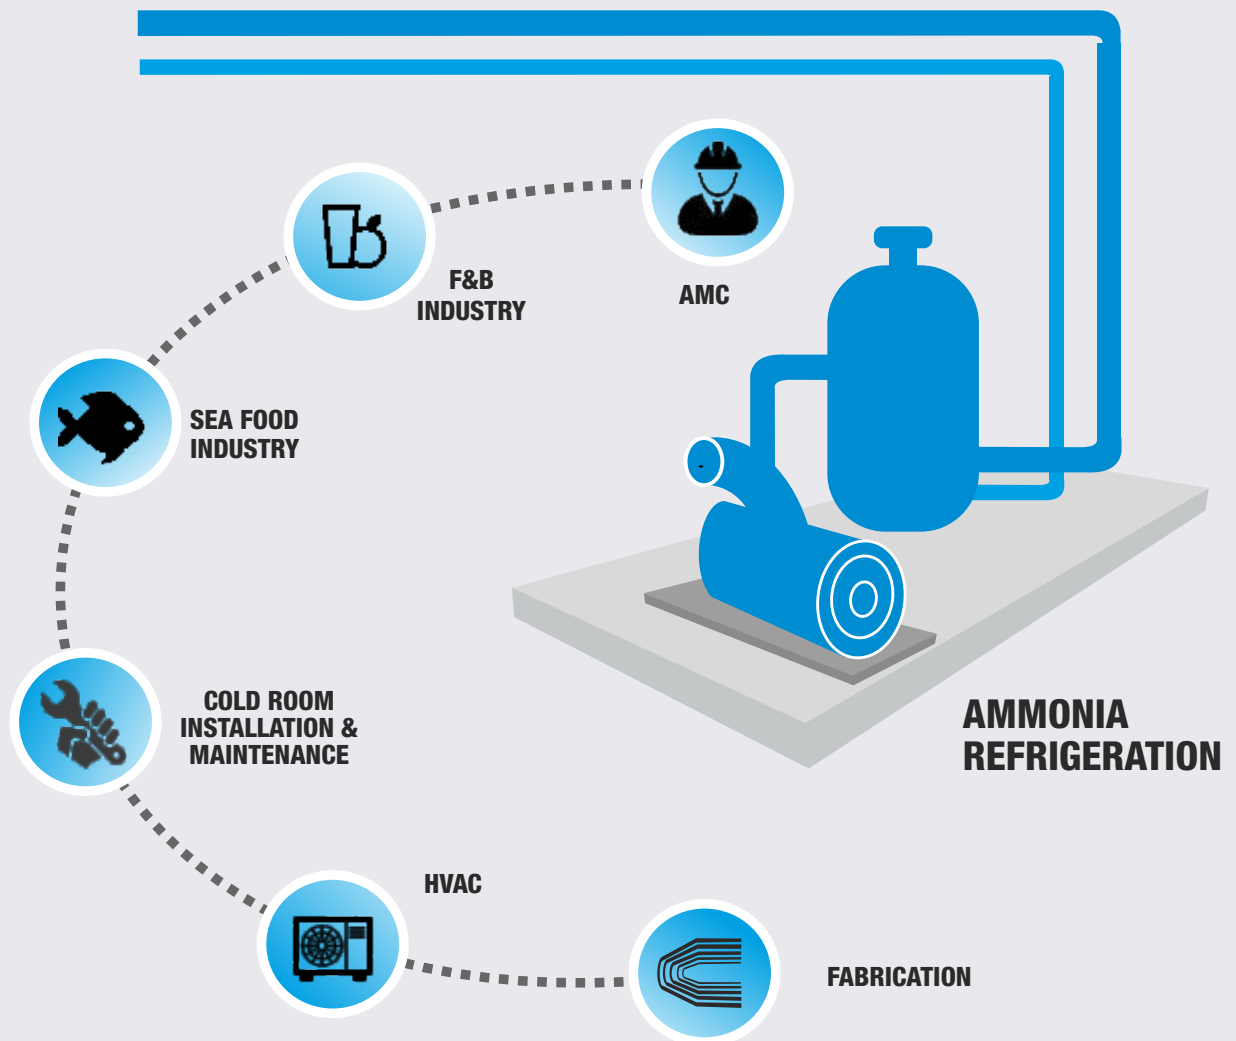 F&B
INDUSTRY
AMC
SEA FOOD
INDUSTRY
COLD ROOM
INSTALLATION &
MAINTENANCE
AMMONIA
REFRIGERATION
HVAC
FABRICATION